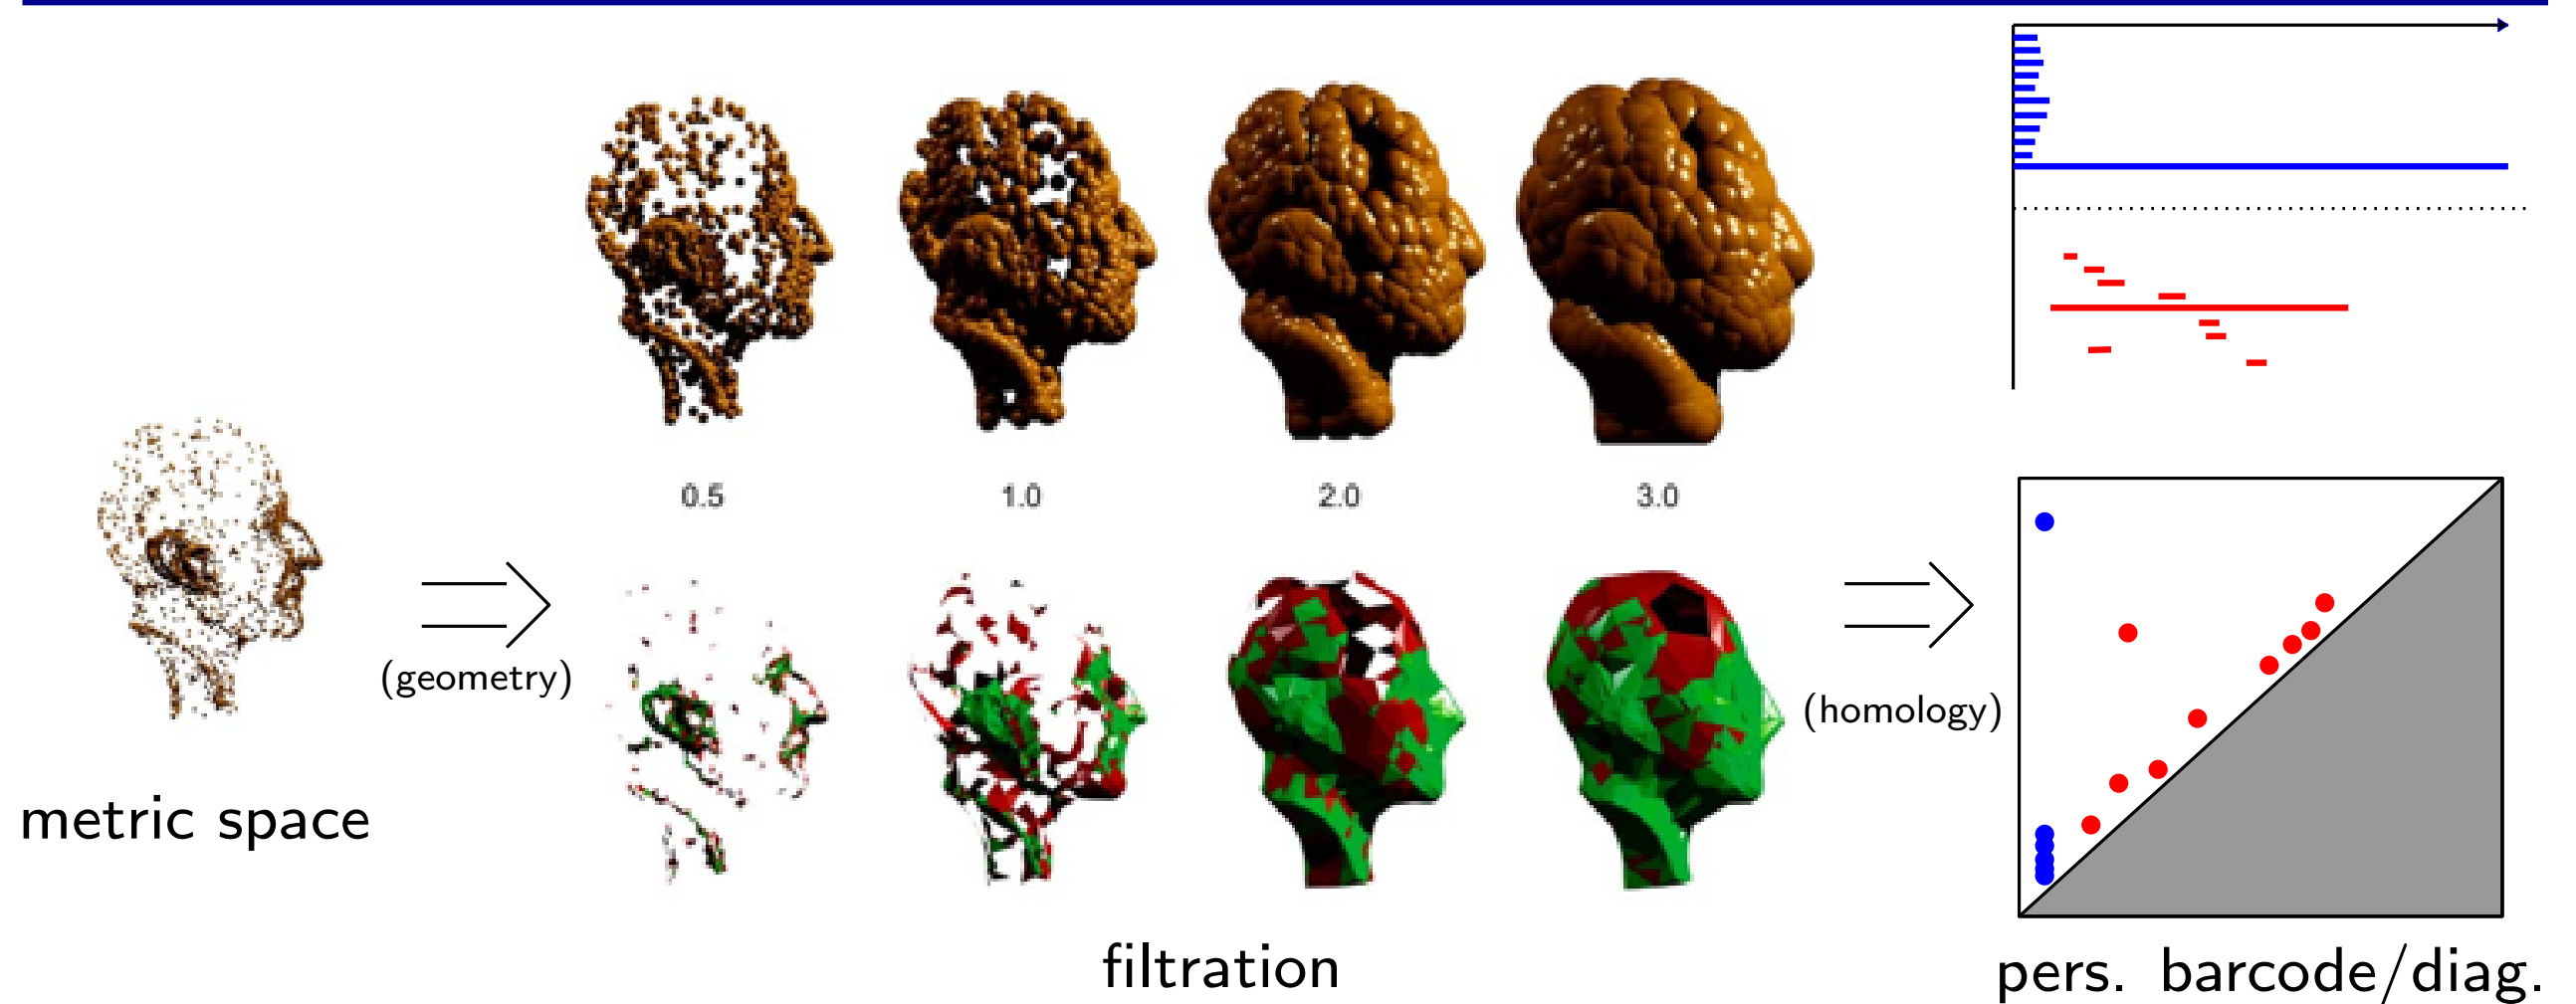 0.5 1.0 2.0 3.0
(geometry)
(homology)
metric space
filtration
pers. barcode/diag.